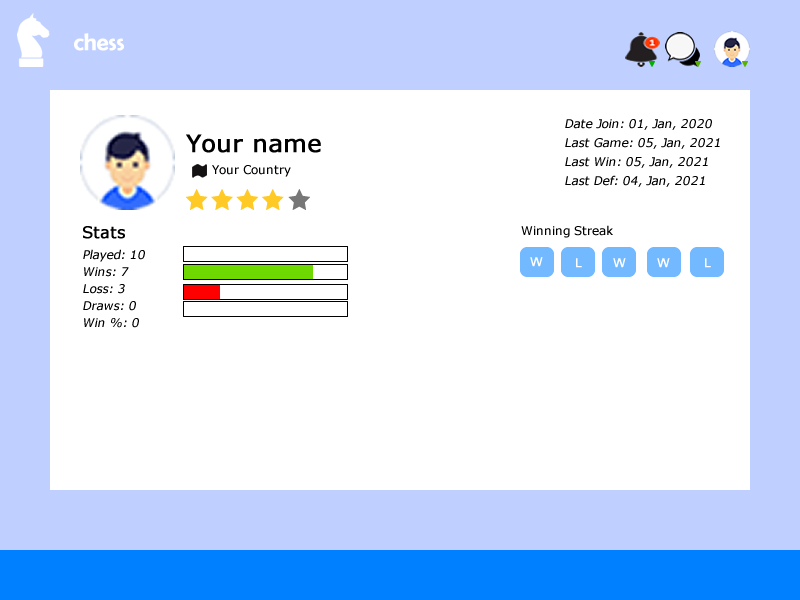 chess
1
Your name
Your Country
Date Join: 01, Jan, 2020
Last Game: 05, Jan, 2021
Last Win: 05, Jan, 2021
Last Def: 04, Jan, 2021
Stats
Played: 10
Wins: 7
Loss: 3
Draws: 0
Win %: 0
Winning Streak
W L W W L